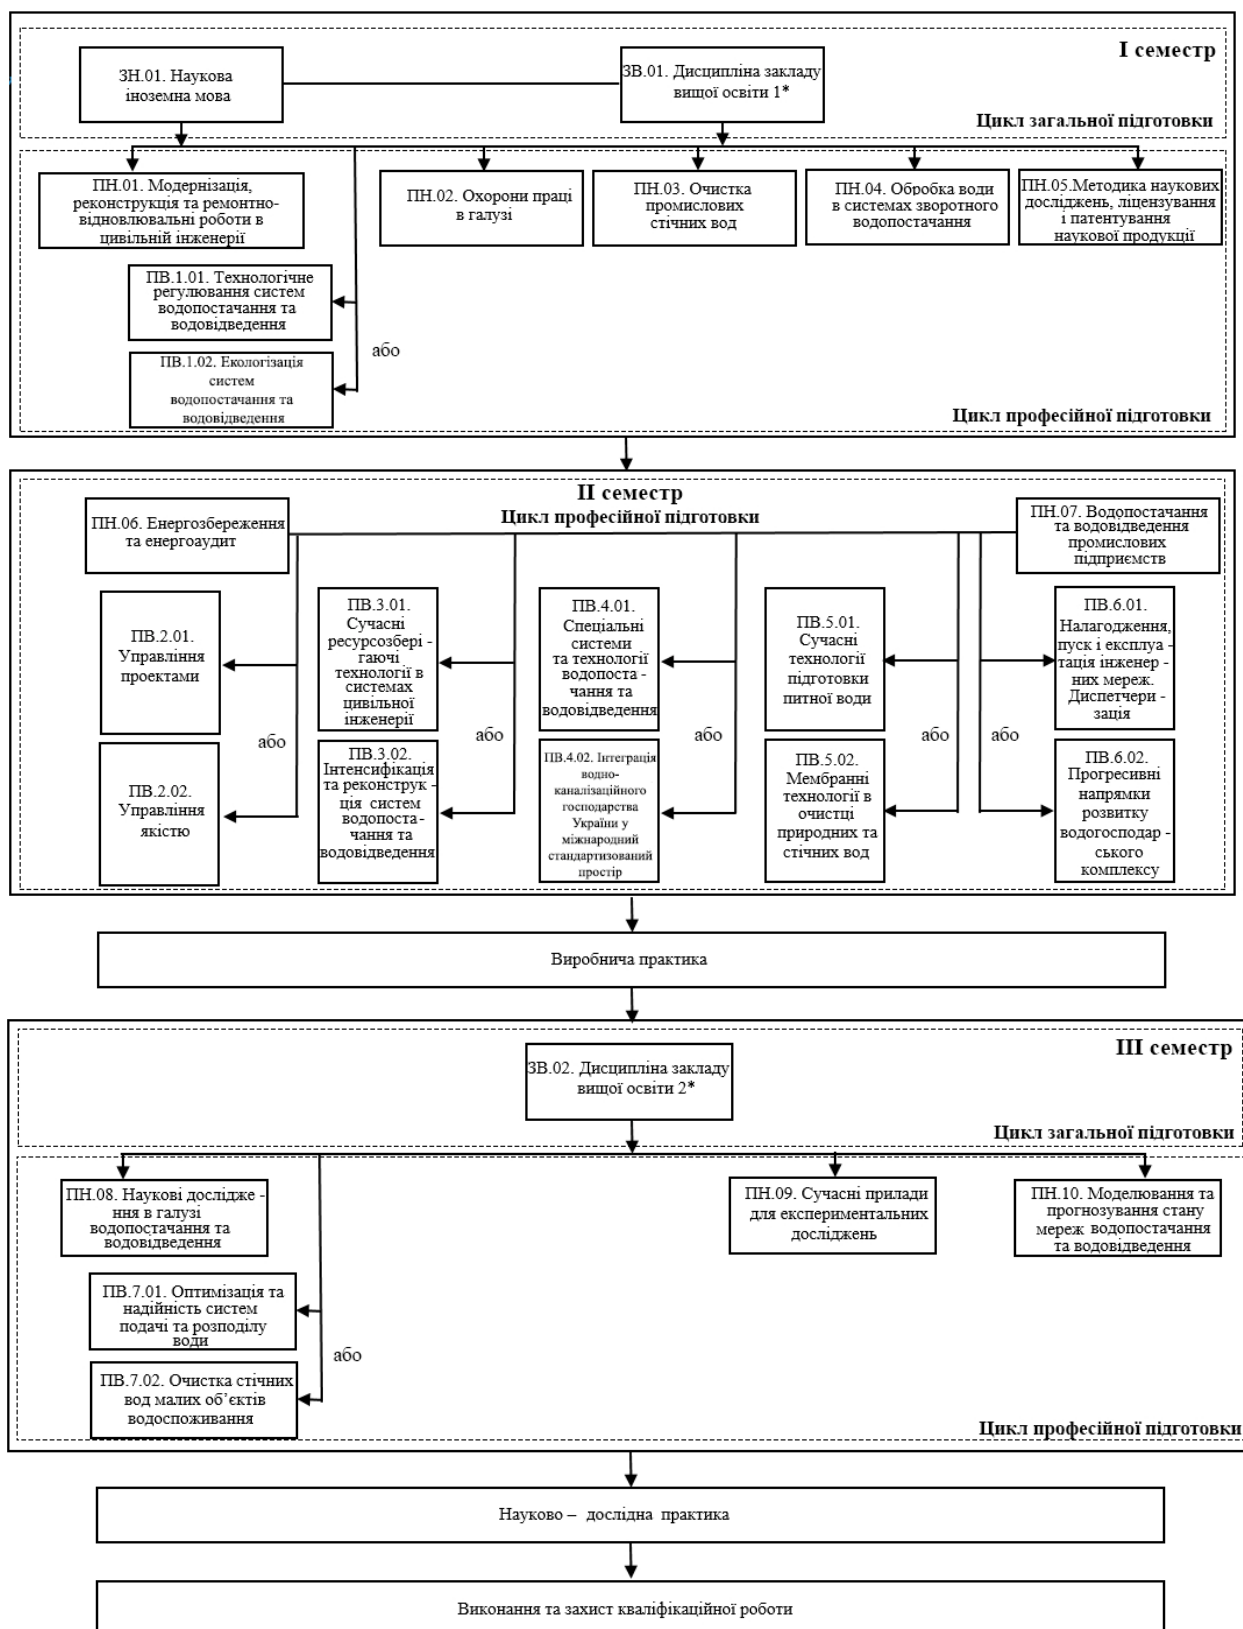 I семестр
ЗН.01. Наукова
іноземна мова
ЗВ.01. Дисципліна закладу
вищої освіти 1*
Цикл загальної підготовки
ПН.01. Модернізація,
реконструкція та ремонтно-
відновлювальні роботи в
цивільній інженерії
ПН.02. Охорони праці
в галузі
ПН.03. Очистка
промислових
стічних вод
ПН.04. Обробка води
в системах зворотного
водопостачання
ПН.05.Методика наукових
досліджень, ліцензування
і патентування
наукової продукції
ПВ.1.01. Технологічне
регулювання систем
водопостачання та
водовідведення
або
ПВ.1.02. Екологізація
систем
водопостачання та
водовідведення
Цикл професійної підготовки
II семестр
Цикл професійної підготовки
ПН.06. Енергозбереження
та енергоаудит
ПН.07. Водопостачання
та водовідведення
промислових
підприємств
ПВ.2.01.
Управління
проектами
ПВ.3.01.
Сучасні
ресурсозбері -
гаючі
технології в
системах
цивільної
інженерії
ПВ.4.01.
Спеціальні
системи
та технології
водопоста -
чання та
водовідведення
ПВ.5.01.
Сучасні
технології
підготовки
питної води
ПВ.6.01.
Налагодження,
пуск і експлуа -
тація інженер -
них мереж.
Диспетчери -
зація
або
або
або
або
або
ПВ.2.02.
Управління
якістю
ПВ.3.02.
Інтенсифікація
та реконструк -
ція систем
водопоста -
чання та
водовідведення
ПВ.4.02. Інтеграція
водно-
каналізаційного
господарства
України у
міжнародний
стандартизований
простір
ПВ.5.02.
Мембранні
технології в
очистці
природних та
стічних вод
ПВ.6.02.
Прогресивні
напрямки
розвитку
водогосподар -
ського
комплексу
Виробнича практика
III семестр
ЗВ.02. Дисципліна закладу
вищої освіти 2*
Цикл загальної підготовки
ПН.08. Наукові дослідже -
ння в галузі
водопостачання та
водовідведення
ПН.09. Сучасні прилади
для експериментальних
досліджень
ПН.10. Моделювання та
прогнозування стану
мереж водопостачання
та водовідведення
ПВ.7.01. Оптимізація та
надійність систем
подачі та розподілу
води
або
ПВ.7.02. Очистка стічних
вод малих об’єктів
водоспоживання
Цикл професійної підготовки
Науково – дослідна практика
Виконання та захист кваліфікаційної роботи